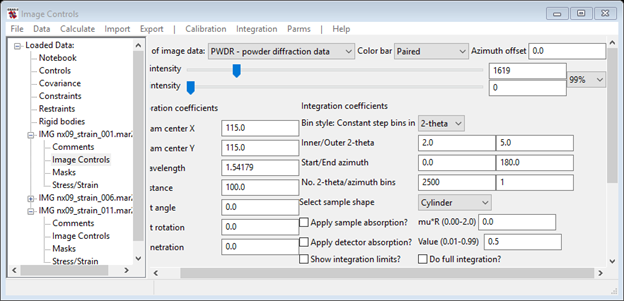 Image Controls
File Data Calculate Import Export | Calibration Integration Parms | Help
Loaded Data:
Notebook
Controls
Covariance
Constraints
Restraints
Rigid bodies
IMG nx09_strain_001.mar
Comments
Image Controls
Masks
Stress/Strain
IMG nx09_strain_006.mar
IMG nx09_strain_011.mar
Comments
Image Controls
Masks
Stress/Strain
of image data: PWDR - powder diffraction data Color bar Paired Azimuth offset 0.0
intensity 1619
ntensity 0 99%
ration coefficients
am center X 115.0
am center Y 115.0
avelength 1.54179
stance 100.0
t angle 0.0
t rotation 0.0
netration 0.0
Integration coefficients
Bin style: Constant step bins in 2-theta
Inner/Outer 2-theta 2.0 5.0
Start/End azimuth 0.0 180.0
No. 2-theta/azimuth bins 2500 1
Select sample shape Cylinder
Apply sample absorption? mu*R (0.00-2.0) 0.0
Apply detector absorption? Value (0.01-0.99) 0.5
Show integration limits? Do full integration?